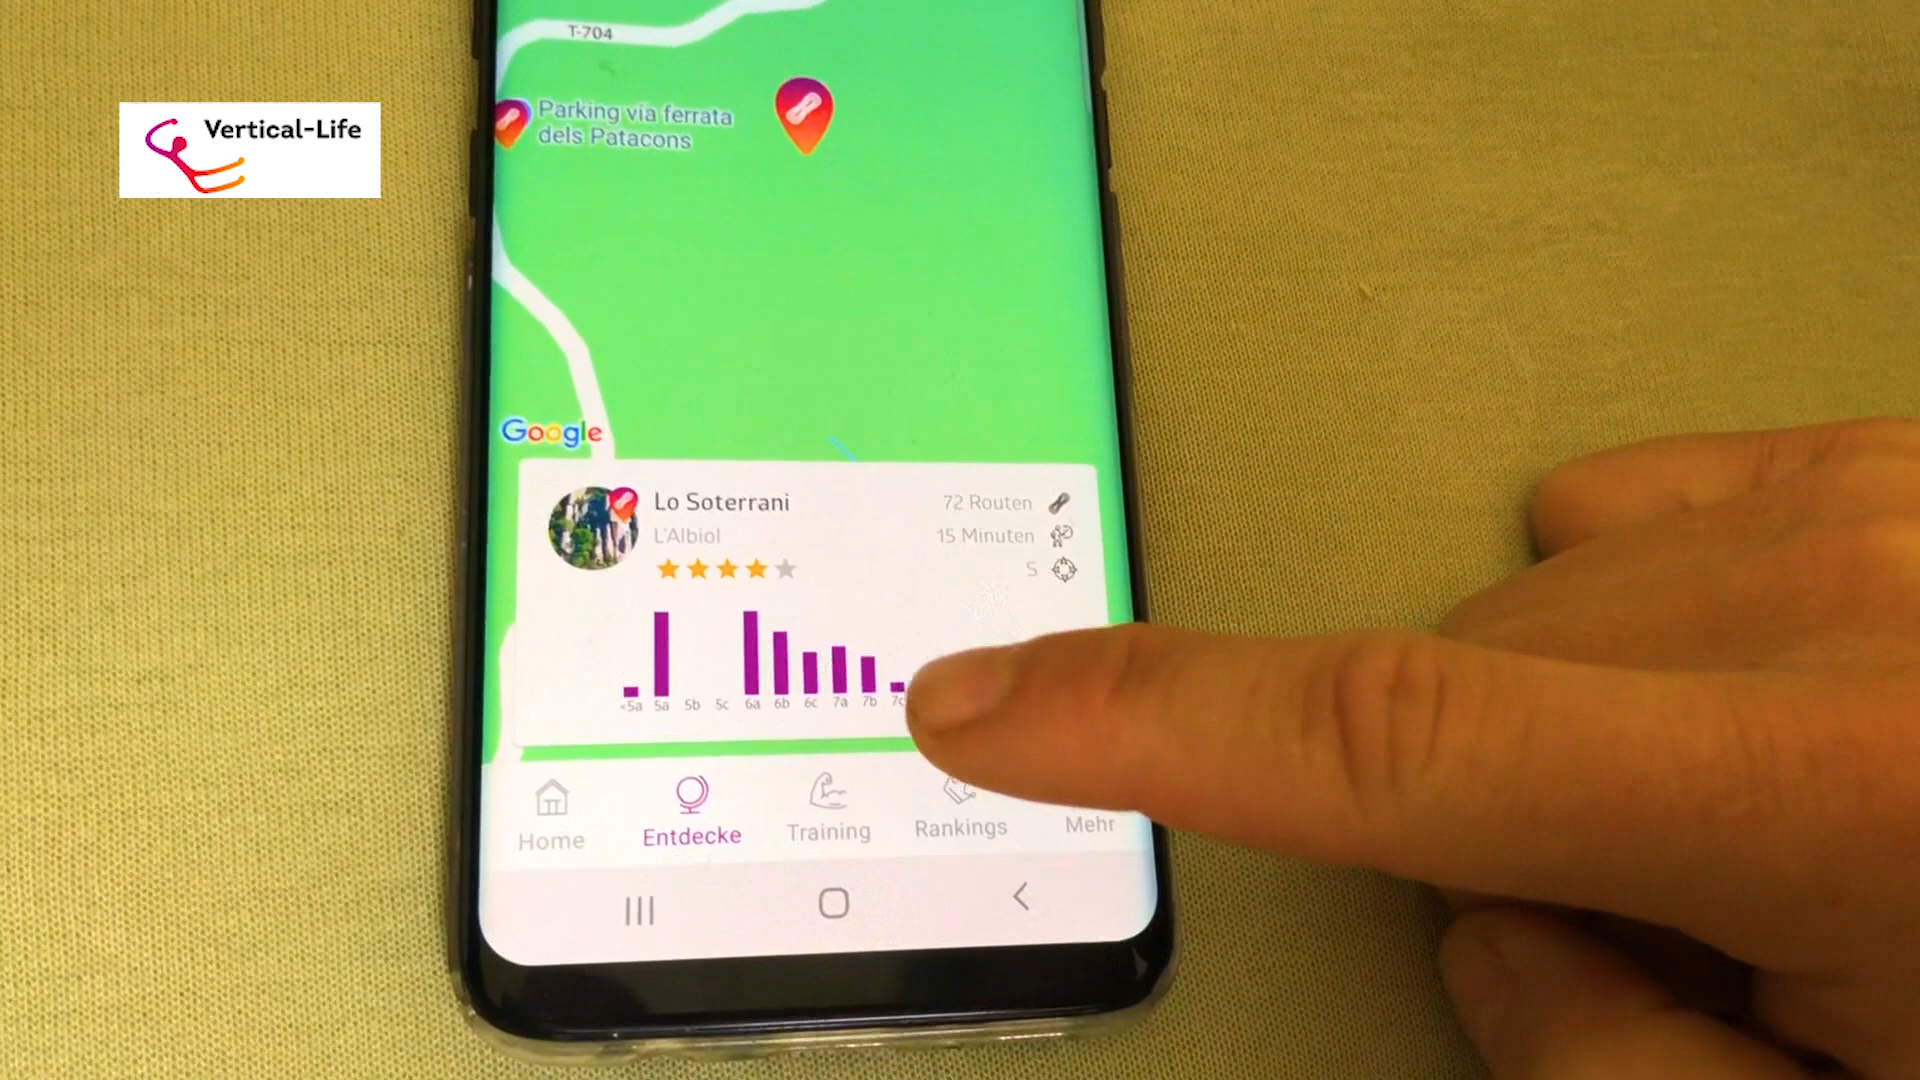 T-704
Parking vía ferrata
dels Patacons
Vertical-Life
Google
Lo Soterrani
72 Routen
L'Albiol
15 Minuten
S
<5a 5a 5b 5c 6a 6b 6c 7a 7b
Home
Entdecke
Training
Rankings
Mehr